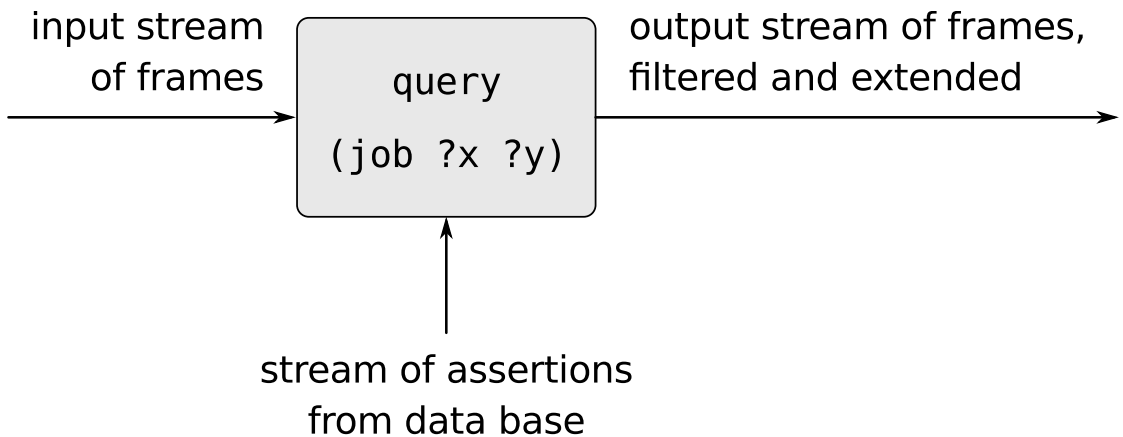 input stream
of frames
query
(job ?x ?y)
output stream of frames,
filtered and extended
stream of assertions
from data base